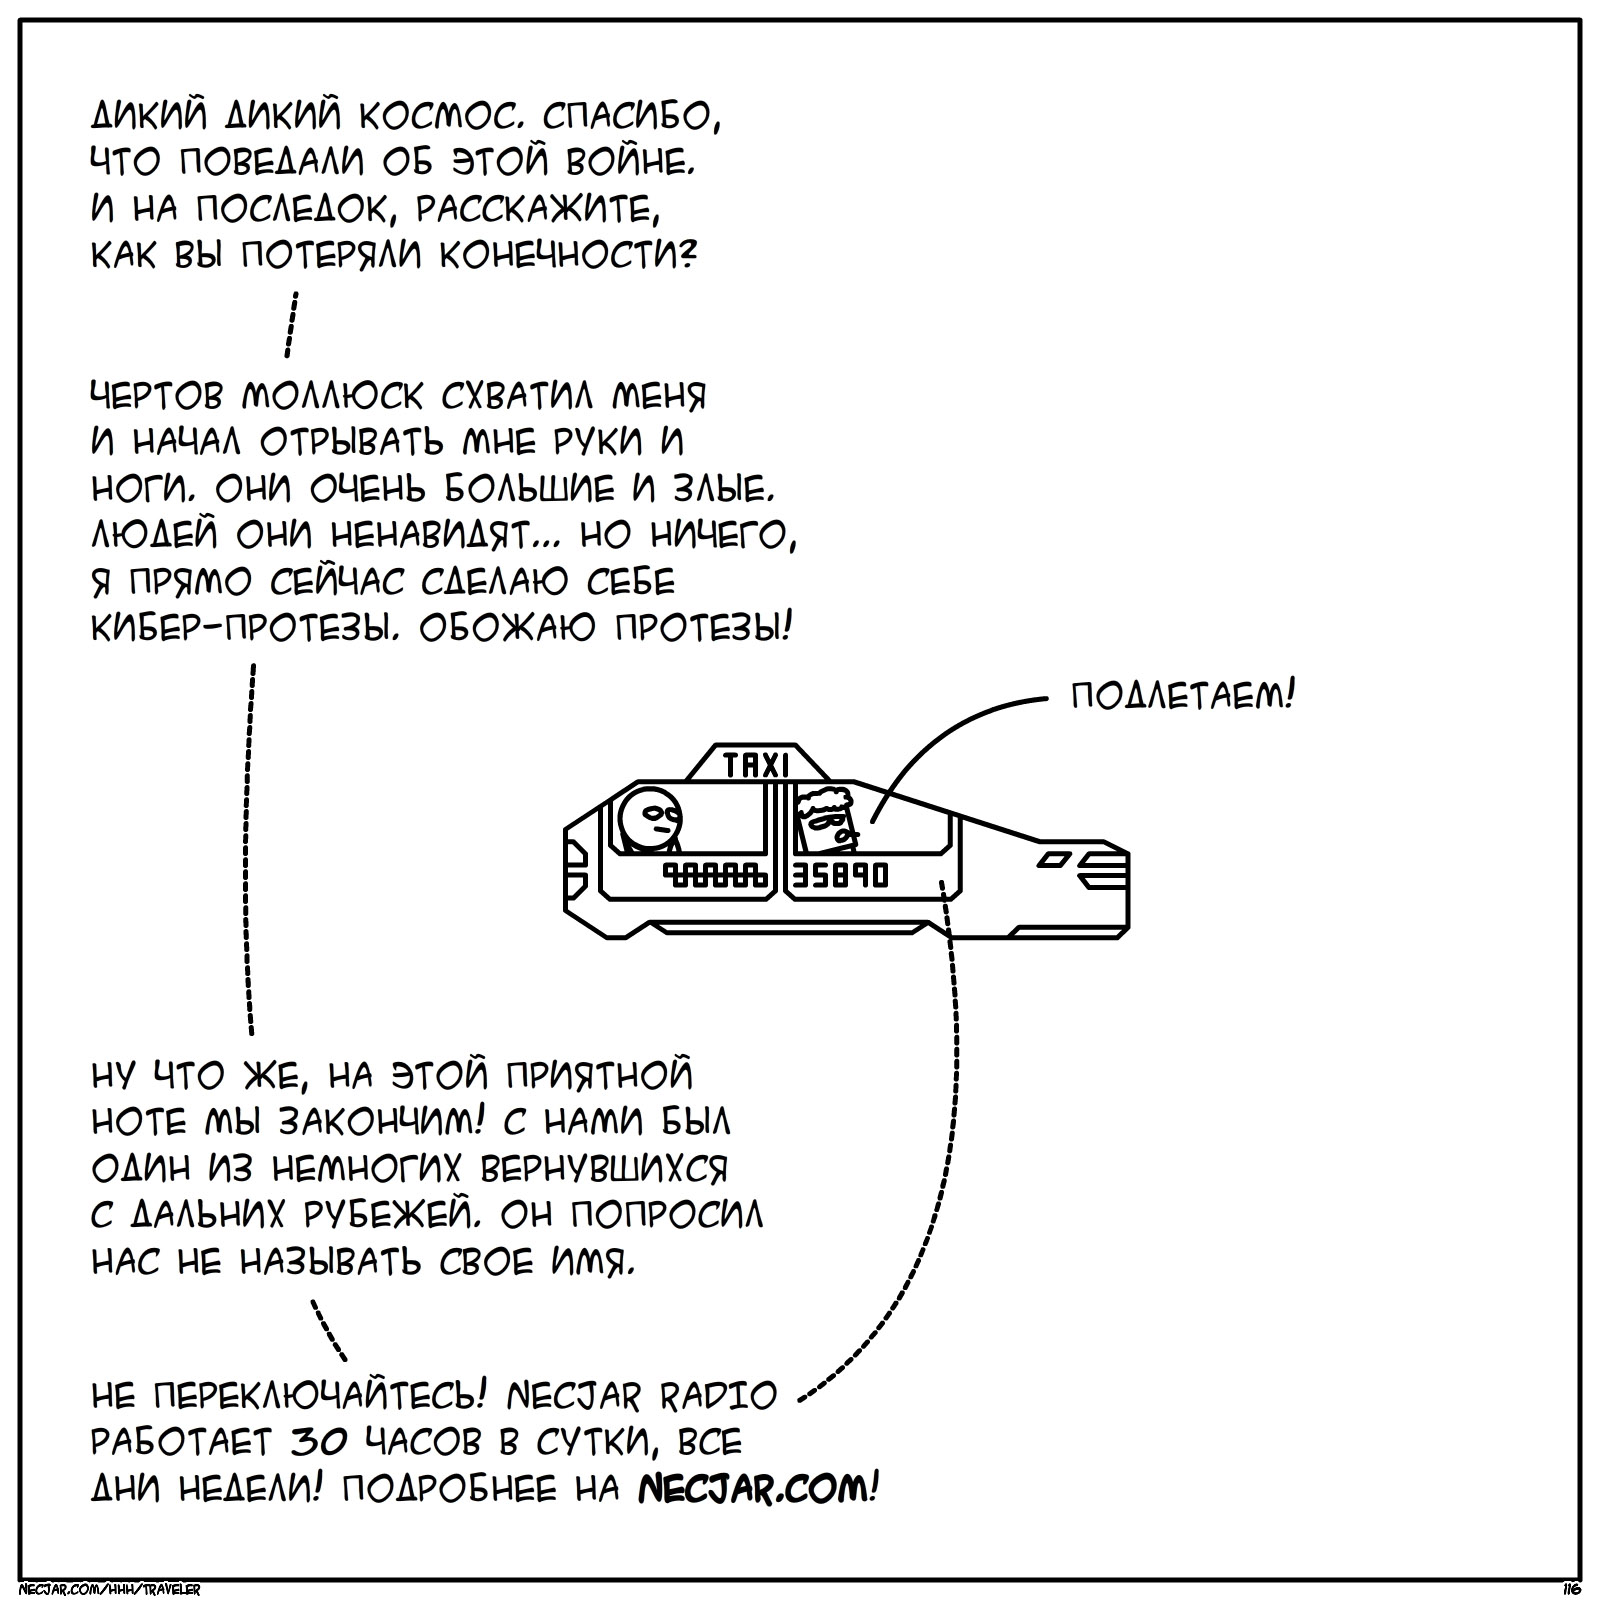 ДИКИЙ ДИКИЙ КОСМОС. СПАСИБО,
ЧТО ПОВЕДАЛИ ОБ ЭТОЙ ВОЙНЕ.
И НА ПОСЛЕДОК, РАССКАЖИТЕ,
КАК ВЫ ПОТЕРЯЛИ КОНЕЧНОСТИ?
ЧЕРТОВ МОЛЛЮСК СХВАТИЛ МЕНЯ
И НАЧАЛ ОТРЫВАТЬ МНЕ РУКИ И
НОГИ. ОНИ ОЧЕНЬ БОЛЬШИЕ И ЗЛЫЕ.
ЛЮДЕЙ ОНИ НЕНАВИДЯТ... НО НИЧЕГО,
Я ПРЯМО СЕЙЧАС СДЕЛАЮ СЕБЕ
КИБЕР-ПРОТЕЗЫ. ОБОЖАЮ ПРОТЕЗЫ!
ПОДЛЕТАЕМ!
TAXI
35890
НУ ЧТО ЖЕ, НА ЭТОЙ ПРИЯТНОЙ
НОТЕ МЫ ЗАКОНЧИМ! С НАМИ БЫЛ
ОДИН ИЗ НЕМНОГИХ ВЕРНУВШИХСЯ
С ДАЛЬНИХ РУБЕЖЕЙ. ОН ПОПРОСИЛ
НАС НЕ НАЗЫВАТЬ СВОЕ ИМЯ.
НЕ ПЕРЕКЛЮЧАЙТЕСЬ! NECJAR RADIO
РАБОТАЕТ 30 ЧАСОВ В СУТКИ, ВСЕ
ДНИ НЕДЕЛИ! ПОДРОБНЕЕ НА NECJAR.COM!
NECJAR.COM/HHH/TRAVELER
116